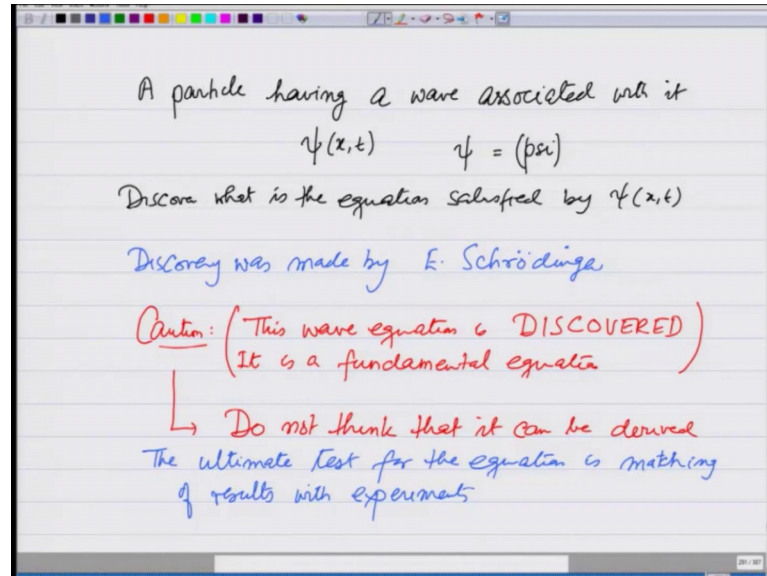 A particle having a wave associated with it
ψ(x,t) ψ = (psi)
Discover what is the equation satisfied by ψ(x,t)
Discovery was made by E. Schrödinger
Caution: (This wave equation is DISCOVERED
It is a fundamental equation)
↳ Do not think that it can be derived
The ultimate test for the equation is matching
of results with experiments
291 / 387